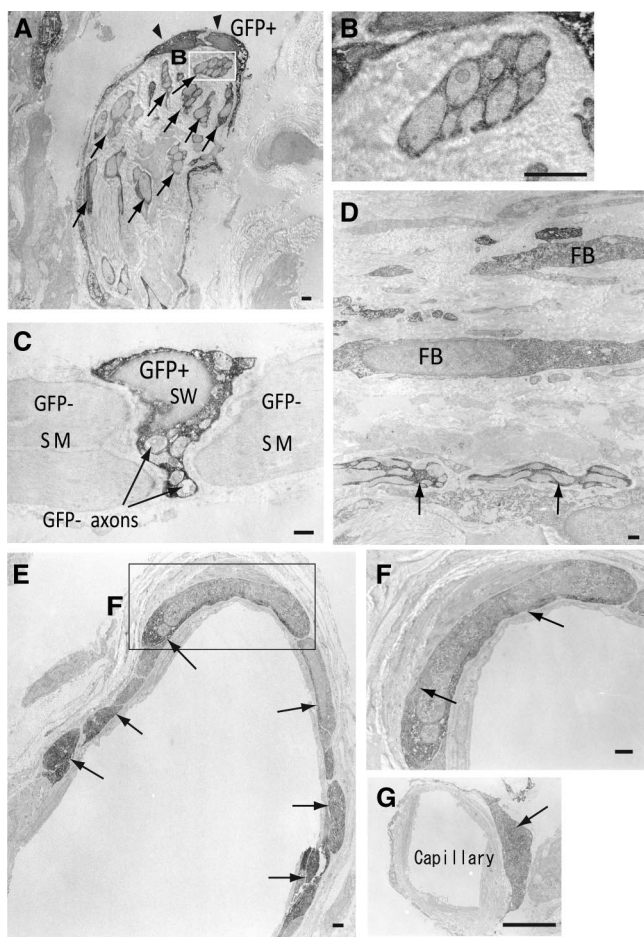 A
GFP+
B
B
D
FB
FB
C
GFP+
SW
GFP-
SM
GFP-
SM
GFP- axons
E
F
F
G
Capillary